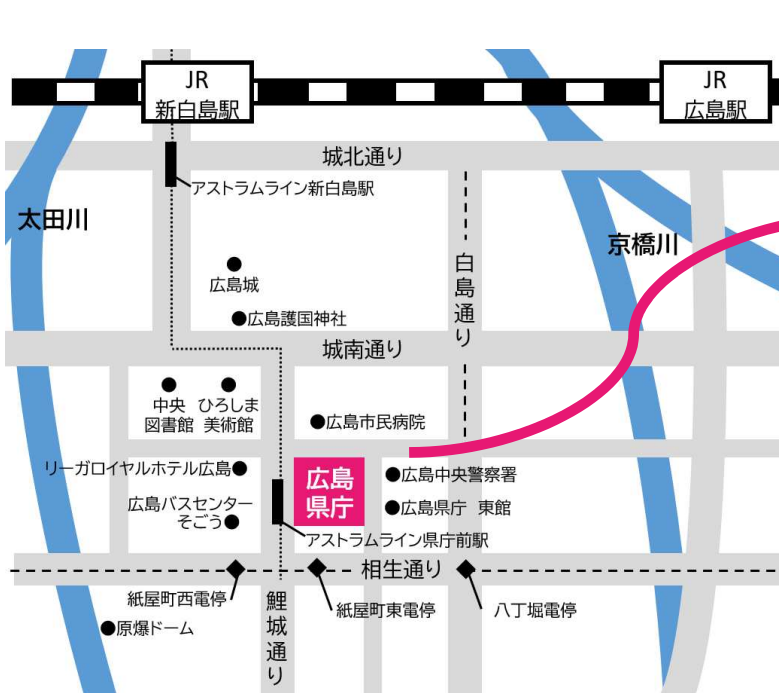 JR
新白島駅
JR
広島駅
城北通り
アストラムライン新白島駅
太田川
京橋川
白島通り
広島城
広島護国神社
城南通り
中央
図書館
ひろしま
美術館
広島市民病院
リーガロイヤルホテル広島
広島
県庁
広島中央警察署
広島バスセンター
そごう
広島県庁 東館
アストラムライン県庁前駅
相生通り
紙屋町西電停
鯉城通り
紙屋町東電停
八丁堀電停
原爆ドーム